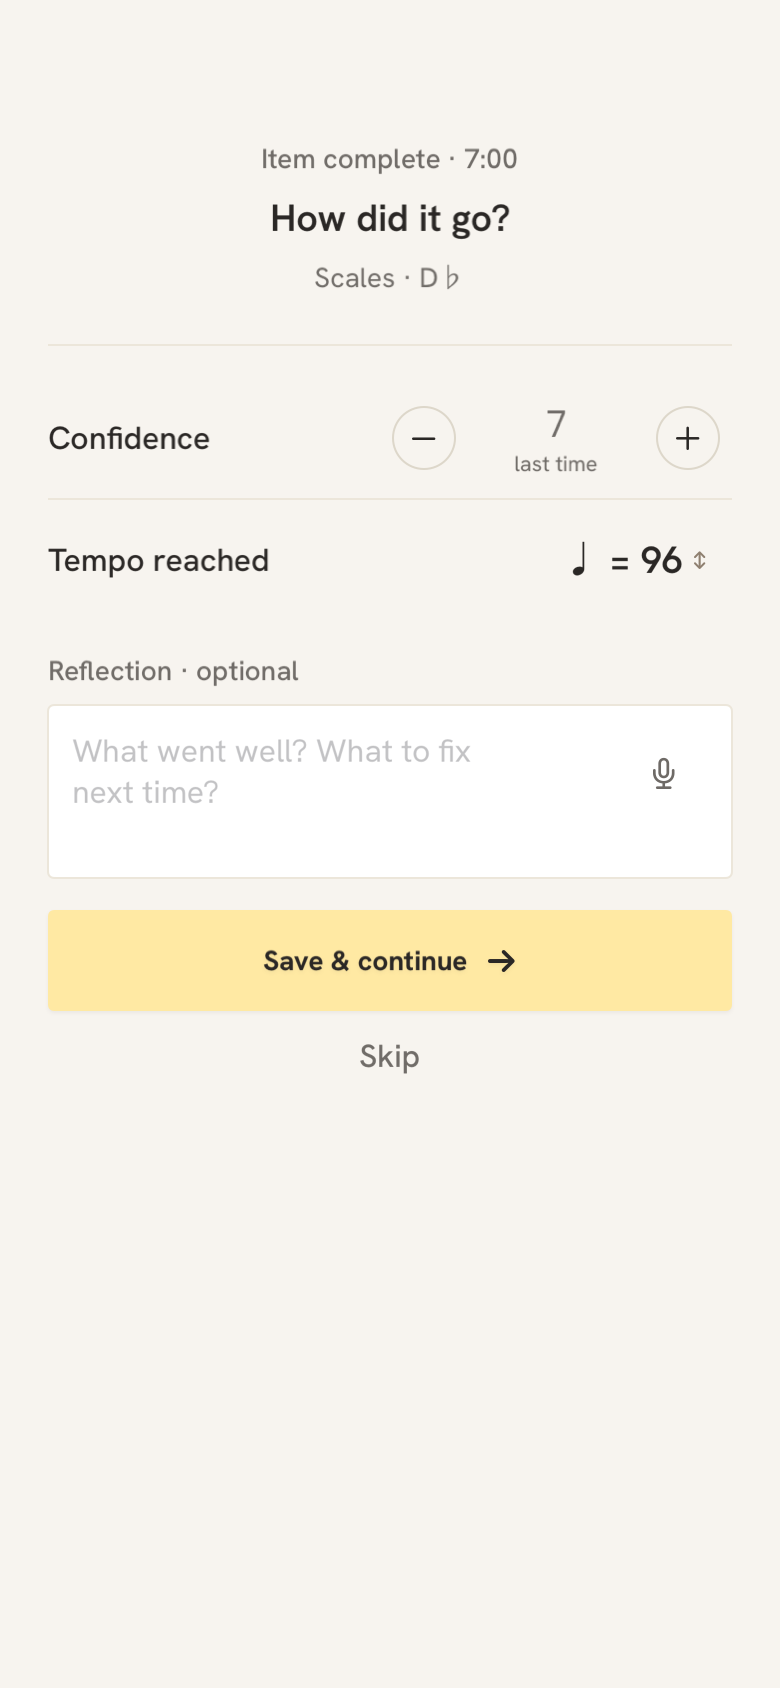 Item complete · 7:00
How did it go?
Scales · D ♭
Confidence
−
7
last time
+
Tempo reached
♩ = 96
Reflection · optional
What went well? What to fix
next time?
Save & continue →
Skip